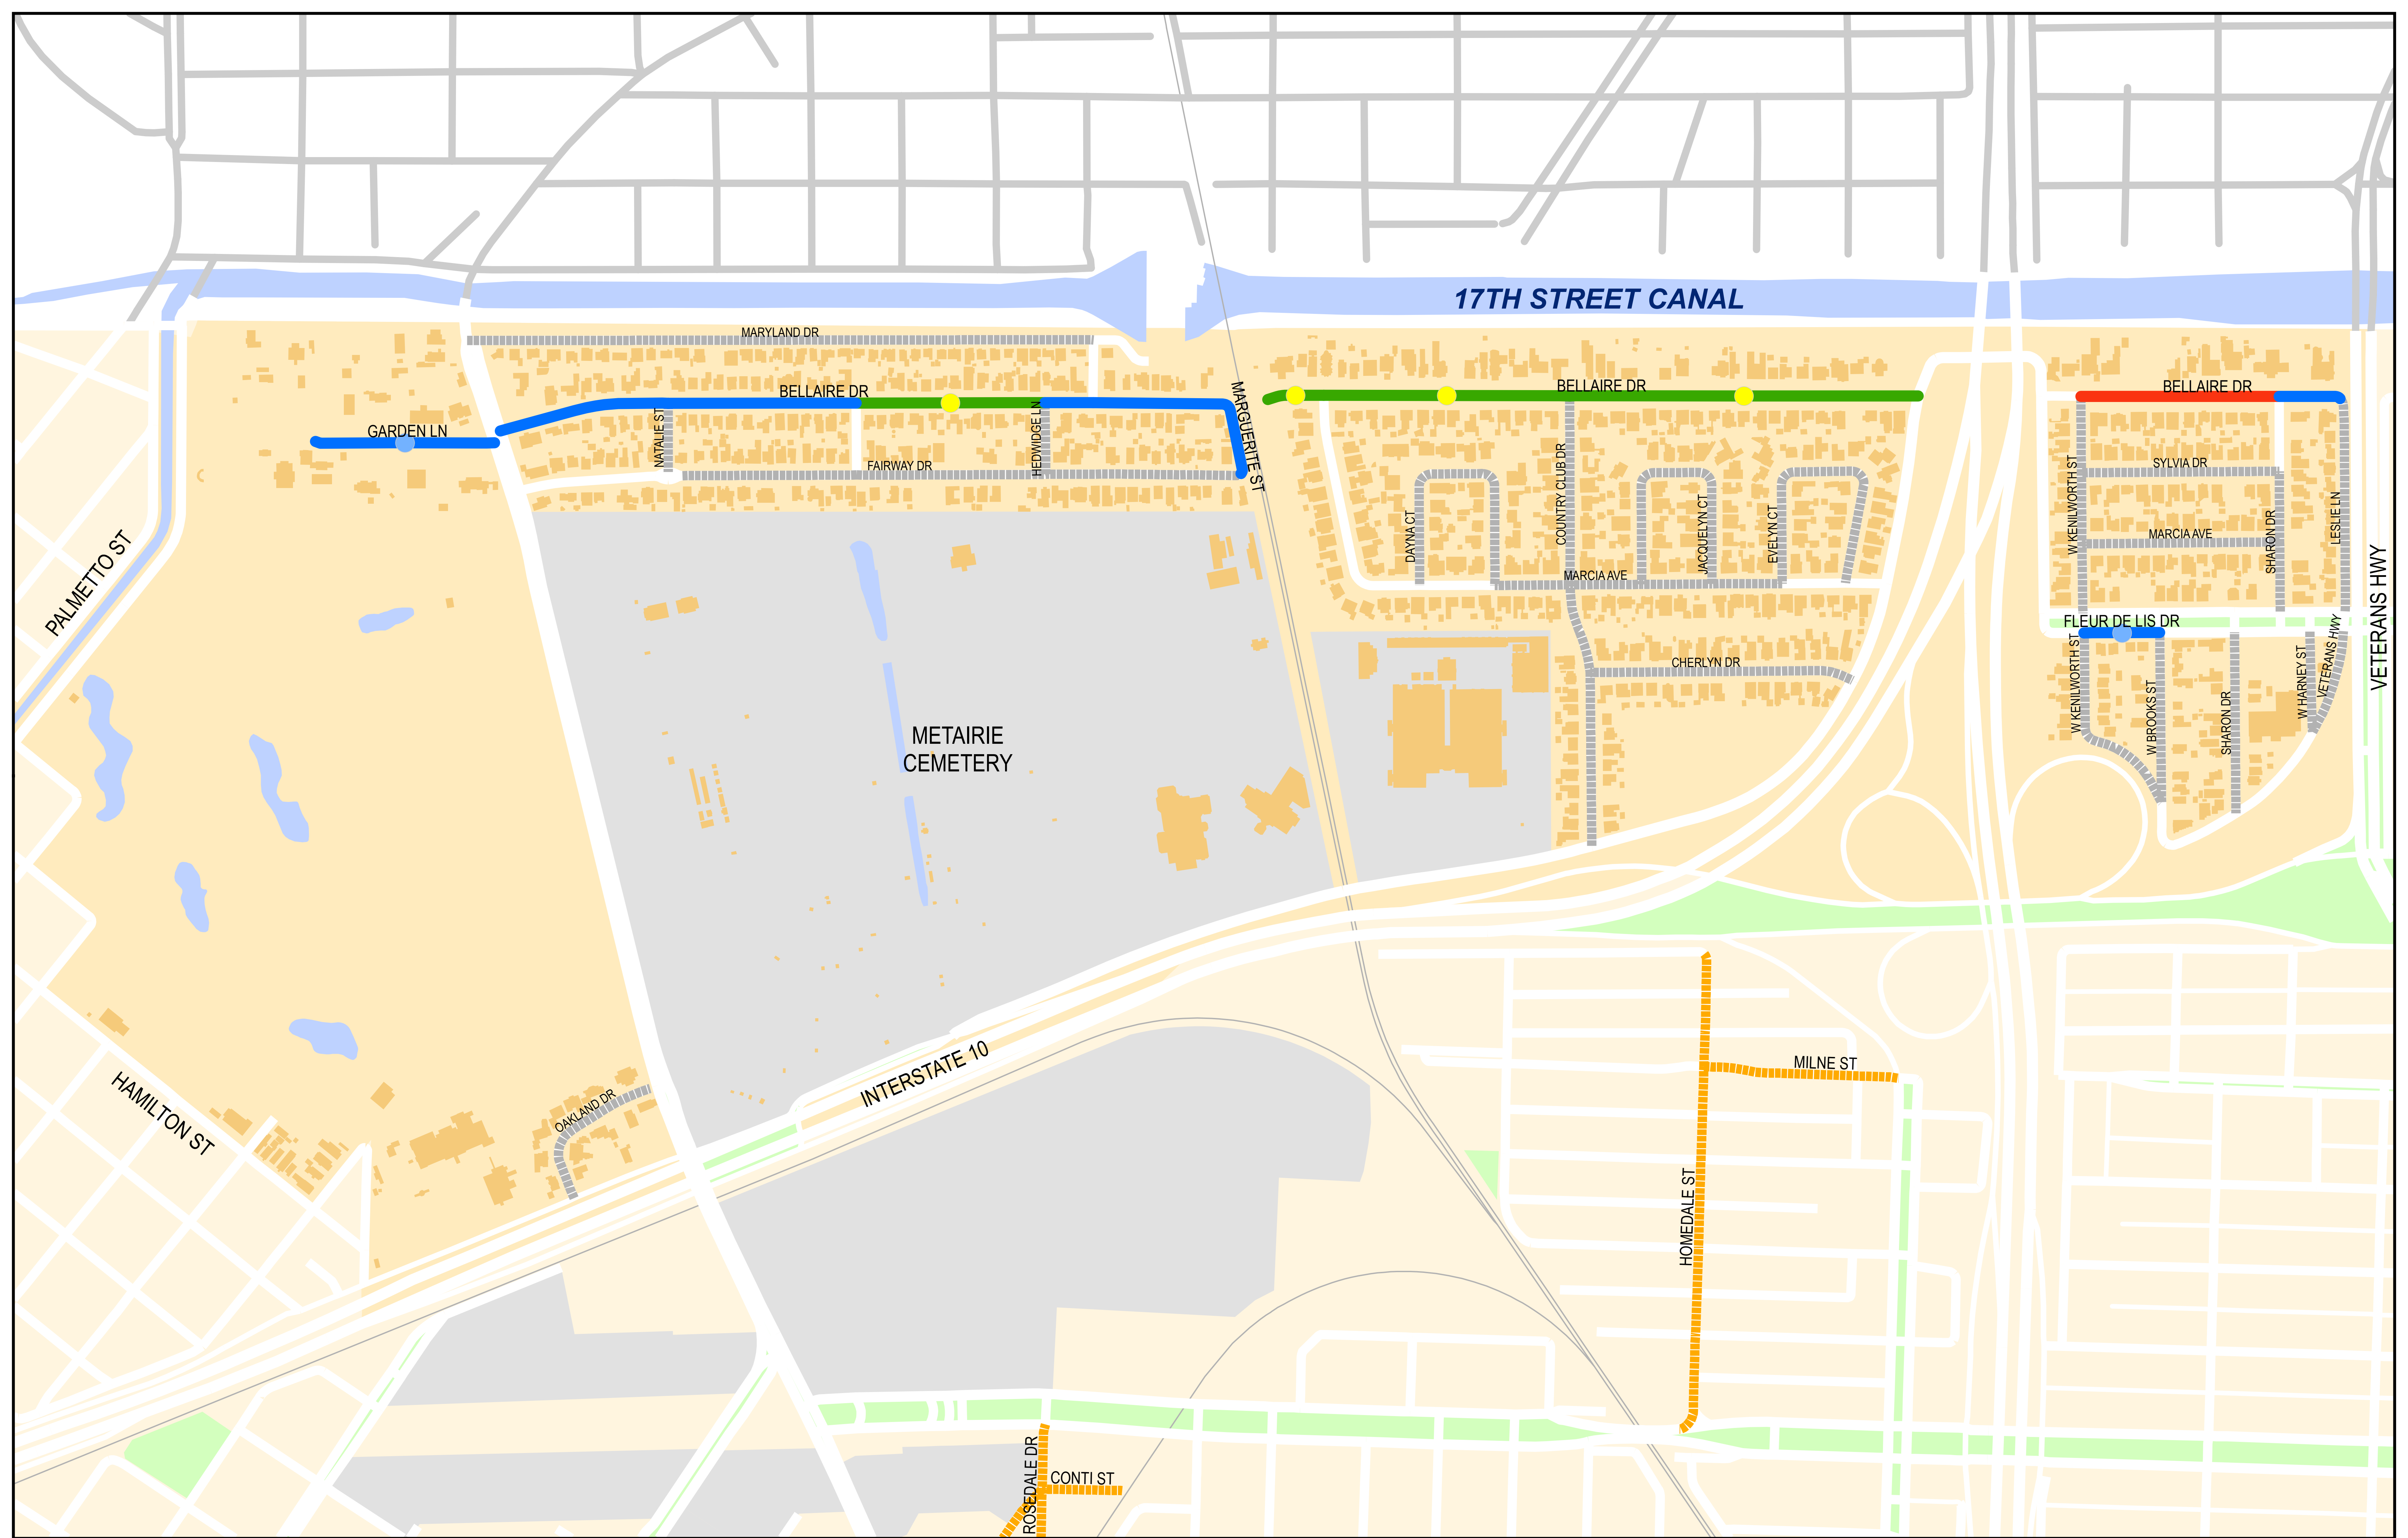 17TH STREET CANAL
MARYLAND DR
BELLAIRE DR
BELLAIRE DR
BELLAIRE DR
GARDEN LN
NATALIE ST
HEDWIDGE LN
MARGUERITE ST
FAIRWAY DR
DAYNA CT
COUNTRY CLUB DR
JACQUELYN CT
EVELYN CT
MARCIA AVE
W KENILWORTH ST
SYLVIA DR
MARCIA AVE
SHARON DR
LESLIE LN
VETERANS HWY
PALMETTO ST
FLEUR DE LIS DR
CHERLYN DR
W KENILWORTH ST
W BROOKS ST
SHARON DR
W HARNEY ST
VETERANS HWY
METAIRIE
CEMETERY
INTERSTATE 10
HAMILTON ST
OAKLAND DR
MILNE ST
HOMEDALE ST
ROSEDALE DR
CONTI ST